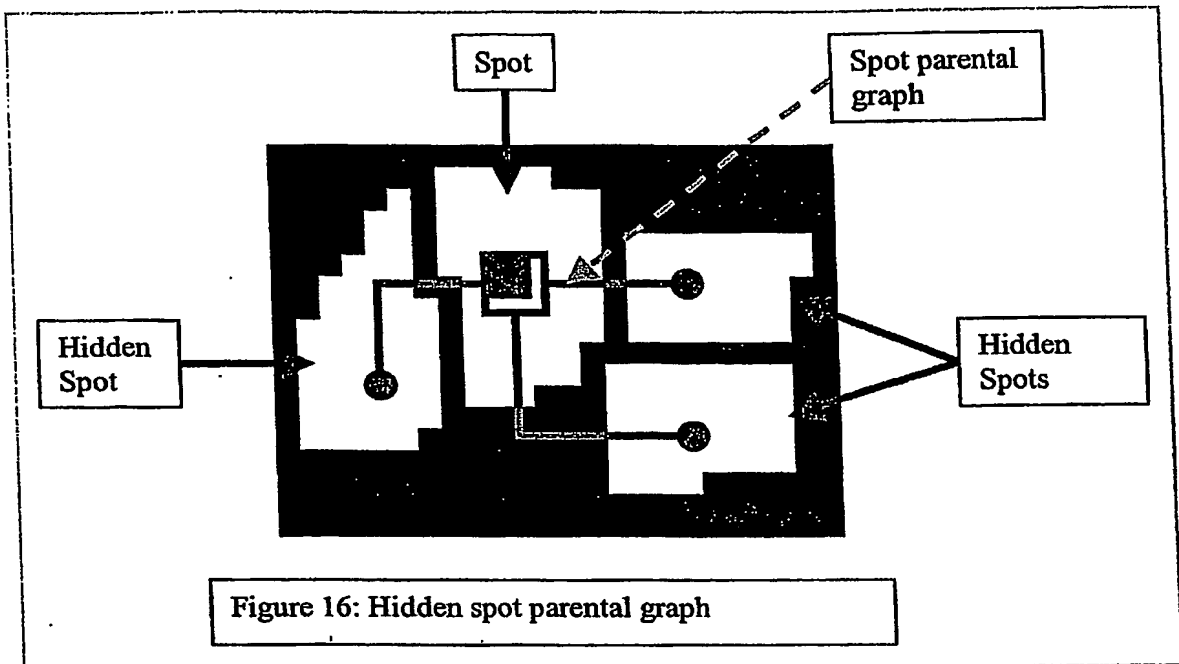 Spot
Spot parental
graph
Hidden
Spot
Hidden
Spots
Figure 16: Hidden spot parental graph